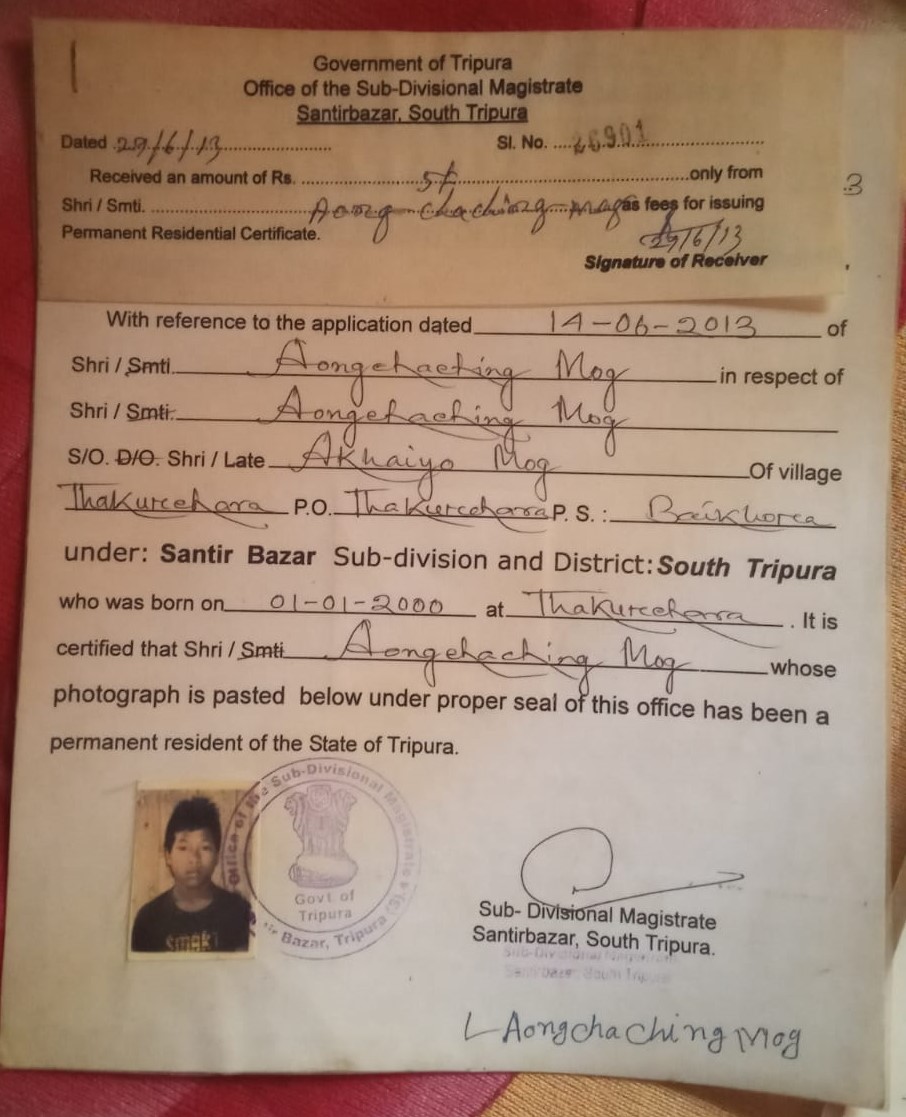 Government of Tripura
Office of the Sub-Divisional Magistrate
Santirbazar, South Tripura
Dated 29/6/13 Sl. No. 26901
Received an amount of Rs. 5/- only from
Shri / Smti. Aong chaching mog as fees for issuing
Permanent Residential Certificate.
29/6/13
Signature of Receiver
3
With reference to the application dated 14-06-2013 of
Shri / Smti. Aongchaching Mog in respect of
Shri / Smti. Aongchaching Mog
S/O. D/O. Shri / Late Akhaiyo Mog Of village
Thakurcchara P.O. Thakurcchara P. S. : Baikhora
under: Santir Bazar Sub-division and District: South Tripura
who was born on 01-01-2000 at Thakurcchara . It is
certified that Shri / Smti Aongchaching Mog whose
photograph is pasted below under proper seal of this office has been a
permanent resident of the State of Tripura.
Office of the Sub-Divisional Magistrate
Govt of
Tripura
Bazar, Tripura (S)
Sub- Divisional Magistrate
Santirbazar, South Tripura.
Sub-Divisional Magistrate
Santirbazar South Tripura
Aongchaching Mog